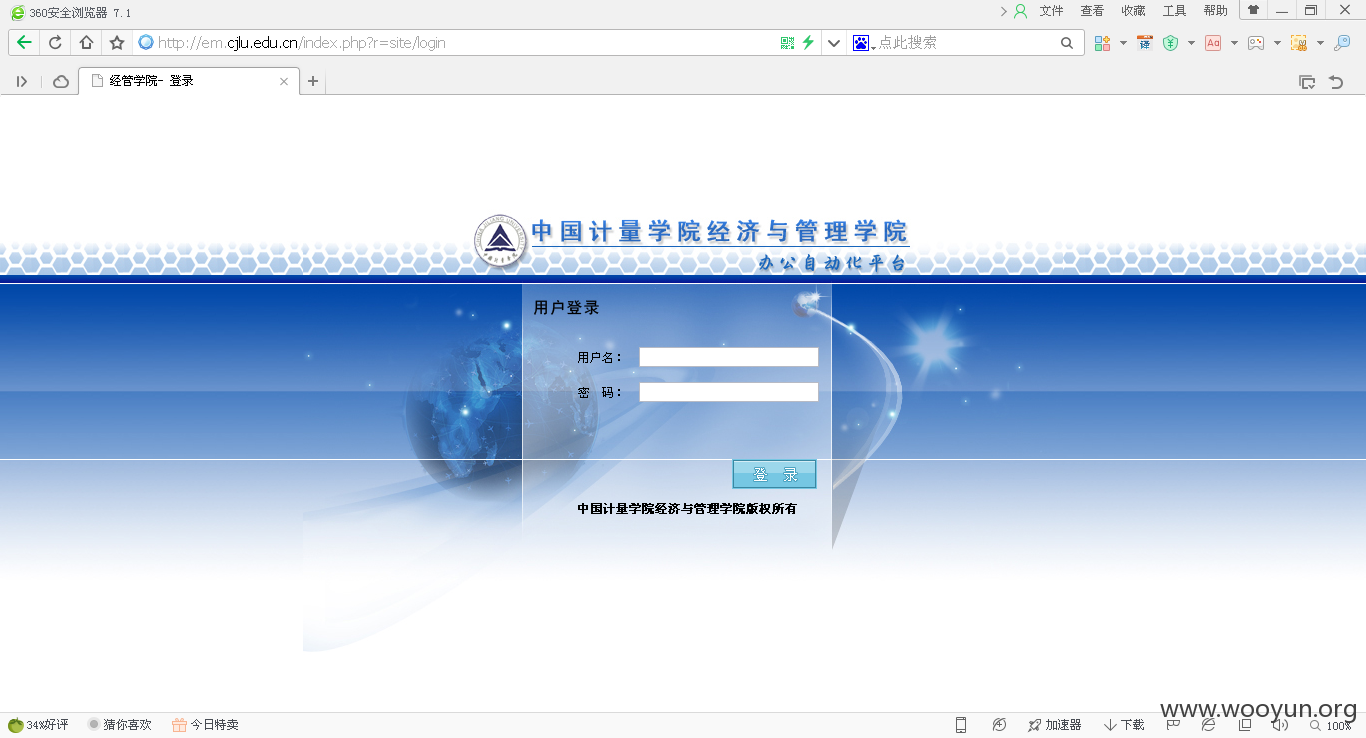 360安全浏览器 7.1
文件 查看 收藏 工具 帮助
http://em.cjlu.edu.cn/index.php?r=site/login
点此搜索
译
Aa
经管学院- 登录
中国计量学院经济与管理学院
办公自动化平台
用户登录
用户名：
密 码：
登 录
中国计量学院经济与管理学院版权所有
www.wooyun.org
34%好评 猜你喜欢 今日特卖 加速器 下载 100%